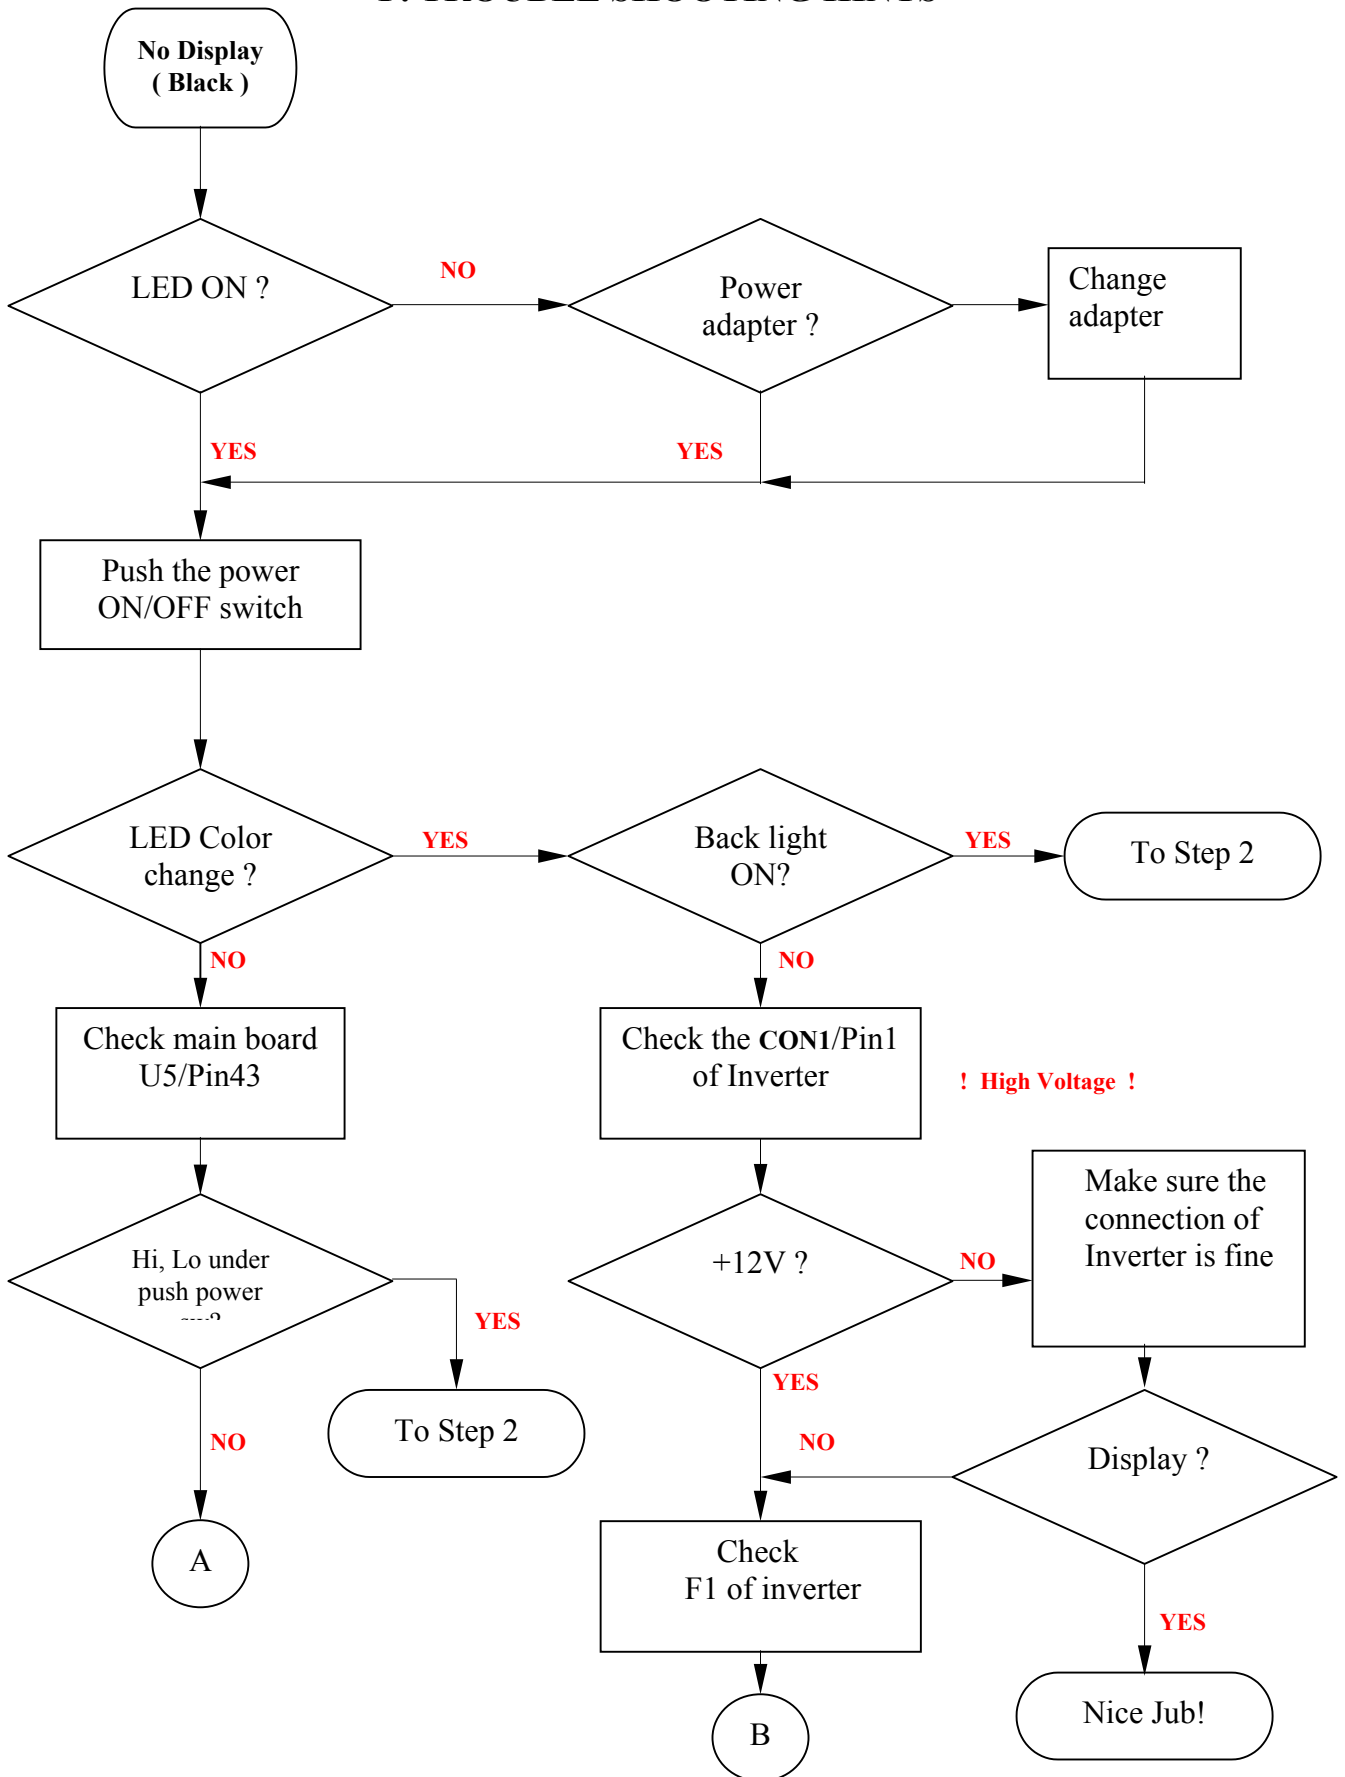 No Display
( Black )
LED ON ?
NO
Power
adapter ?
Change
adapter
YES
YES
Push the power
ON/OFF switch
LED Color
change ?
YES
Back light
ON?
YES
To Step 2
NO
NO
Check main board
U5/Pin43
Check the CON1/Pin1
of Inverter
! High Voltage !
Hi, Lo under
push power
YES
To Step 2
NO
A
+12V ?
NO
Make sure the
connection of
Inverter is fine
YES
NO
Display ?
Check
F1 of inverter
YES
B
Nice Jub!